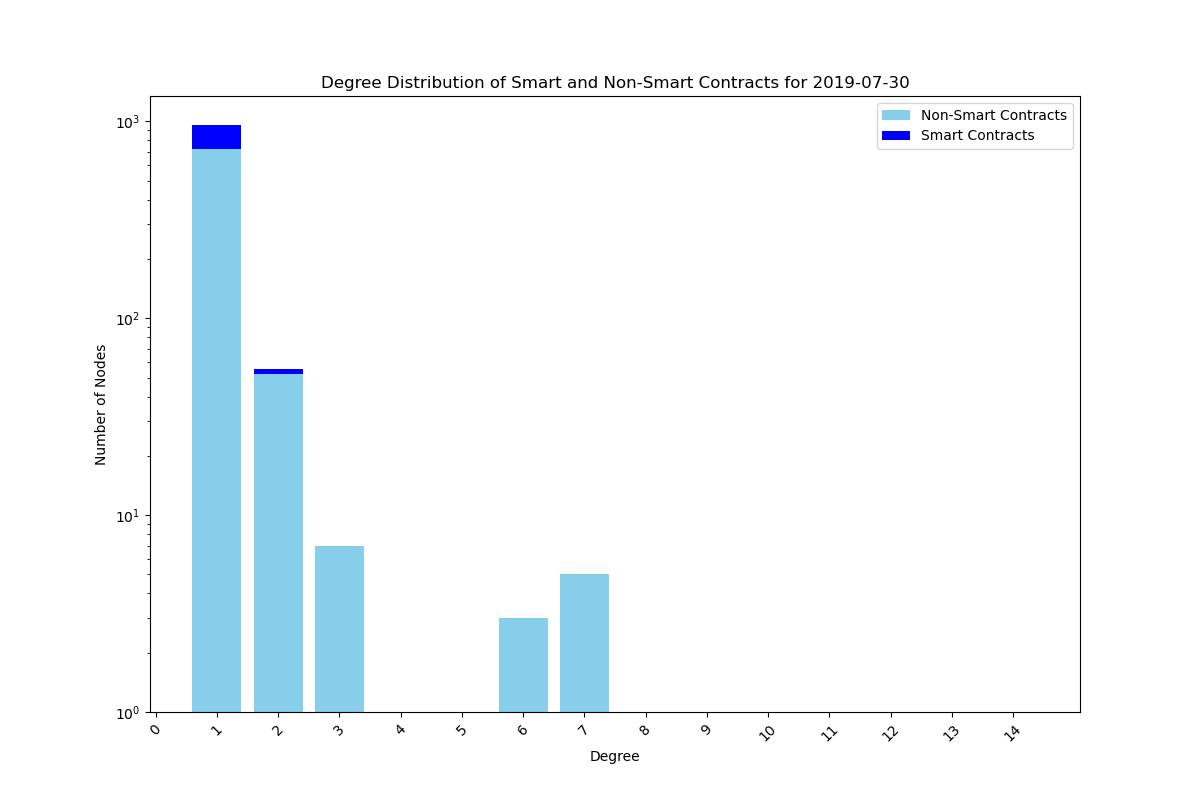 Degree Distribution of Smart and Non-Smart Contracts for 2019-07-30
Non-Smart Contracts
Smart Contracts
Number of Nodes
10³
10²
10¹
10⁰
0 1 2 3 4 5 6 7 8 9 10 11 12 13 14
Degree